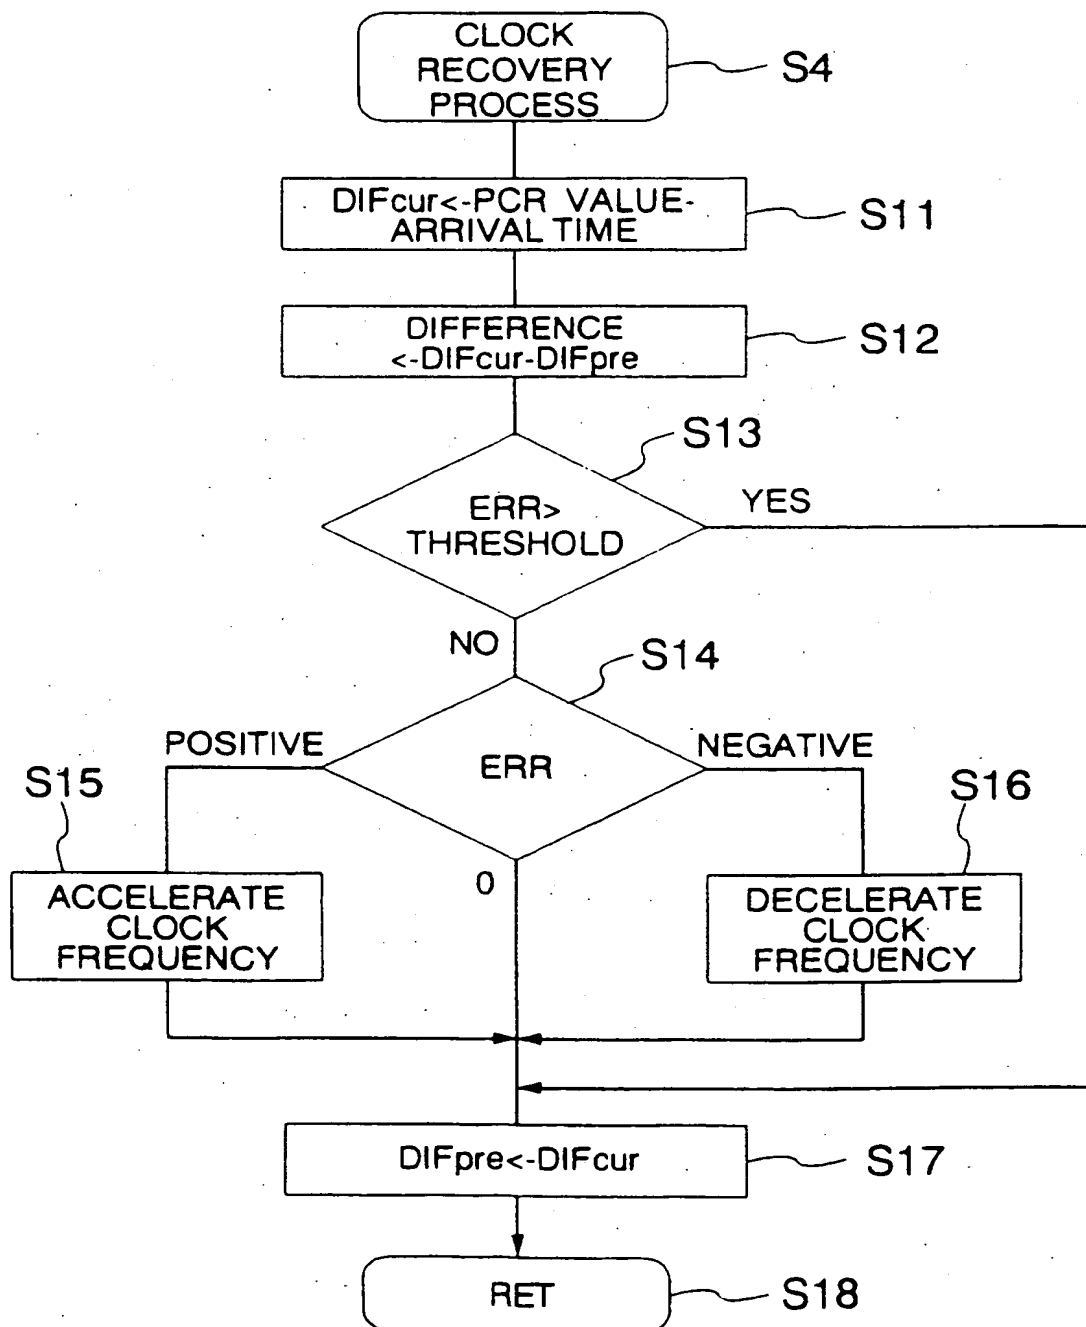 CLOCK
RECOVERY
PROCESS
S4
DIFcur<-PCR VALUE-
ARRIVAL TIME
S11
DIFFERENCE
<-DIFcur-DIFpre
S12
S13
ERR>
THRESHOLD
YES
NO
S14
POSITIVE
ERR
NEGATIVE
S15
S16
ACCELERATE
CLOCK
FREQUENCY
0
DECELERATE
CLOCK
FREQUENCY
DIFpre<-DIFcur
S17
RET
S18